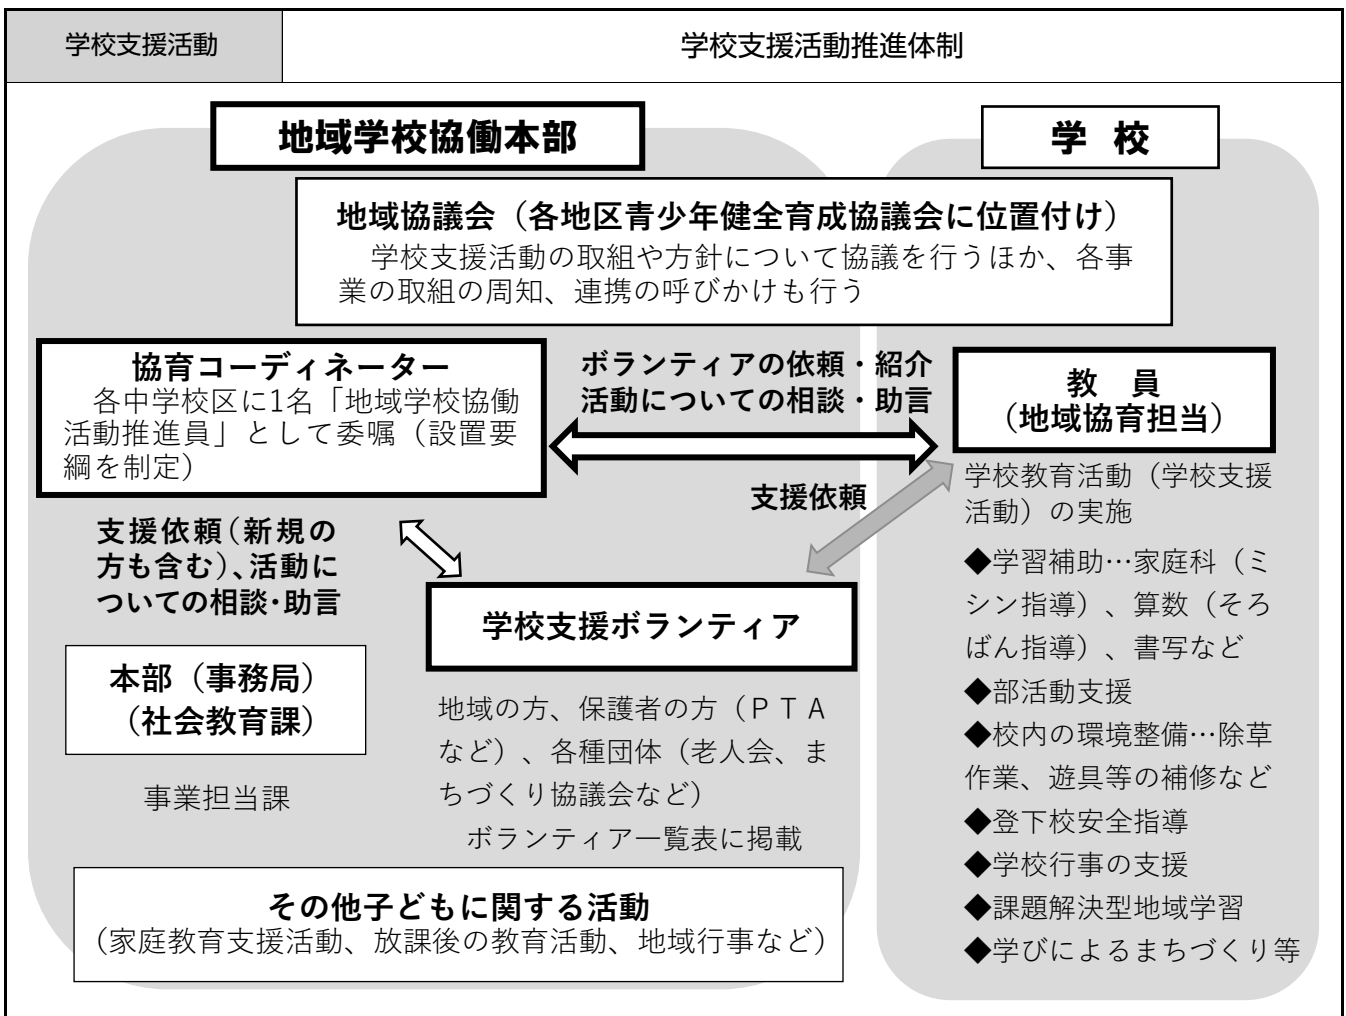 学校支援活動
学校支援活動推進体制
地域学校協働本部
学 校
地域協議会（各地区青少年健全育成協議会に位置付け）
学校支援活動の取組や方針について協議を行うほか、各事
業の取組の周知、連携の呼びかけも行う
協育コーディネーター
各中学校区に1名「地域学校協働
活動推進員」として委嘱（設置要
綱を制定）
ボランティアの依頼・紹介
活動についての相談・助言
教　員
（地域協育担当）
支援依頼
学校教育活動（学校支援
活動）の実施
◆学習補助…家庭科（ミ
シン指導）、算数（そろ
ばん指導）、書写など
◆部活動支援
◆校内の環境整備…除草
作業、遊具等の補修など
◆登下校安全指導
◆学校行事の支援
◆課題解決型地域学習
◆学びによるまちづくり等
支援依頼（新規の
方も含む）、活動に
ついての相談・助言
学校支援ボランティア
地域の方、保護者の方（ＰＴＡ
など）、各種団体（老人会、ま
ちづくり協議会など）
ボランティア一覧表に掲載
本部（事務局）
（社会教育課）
事業担当課
その他子どもに関する活動
（家庭教育支援活動、放課後の教育活動、地域行事など）